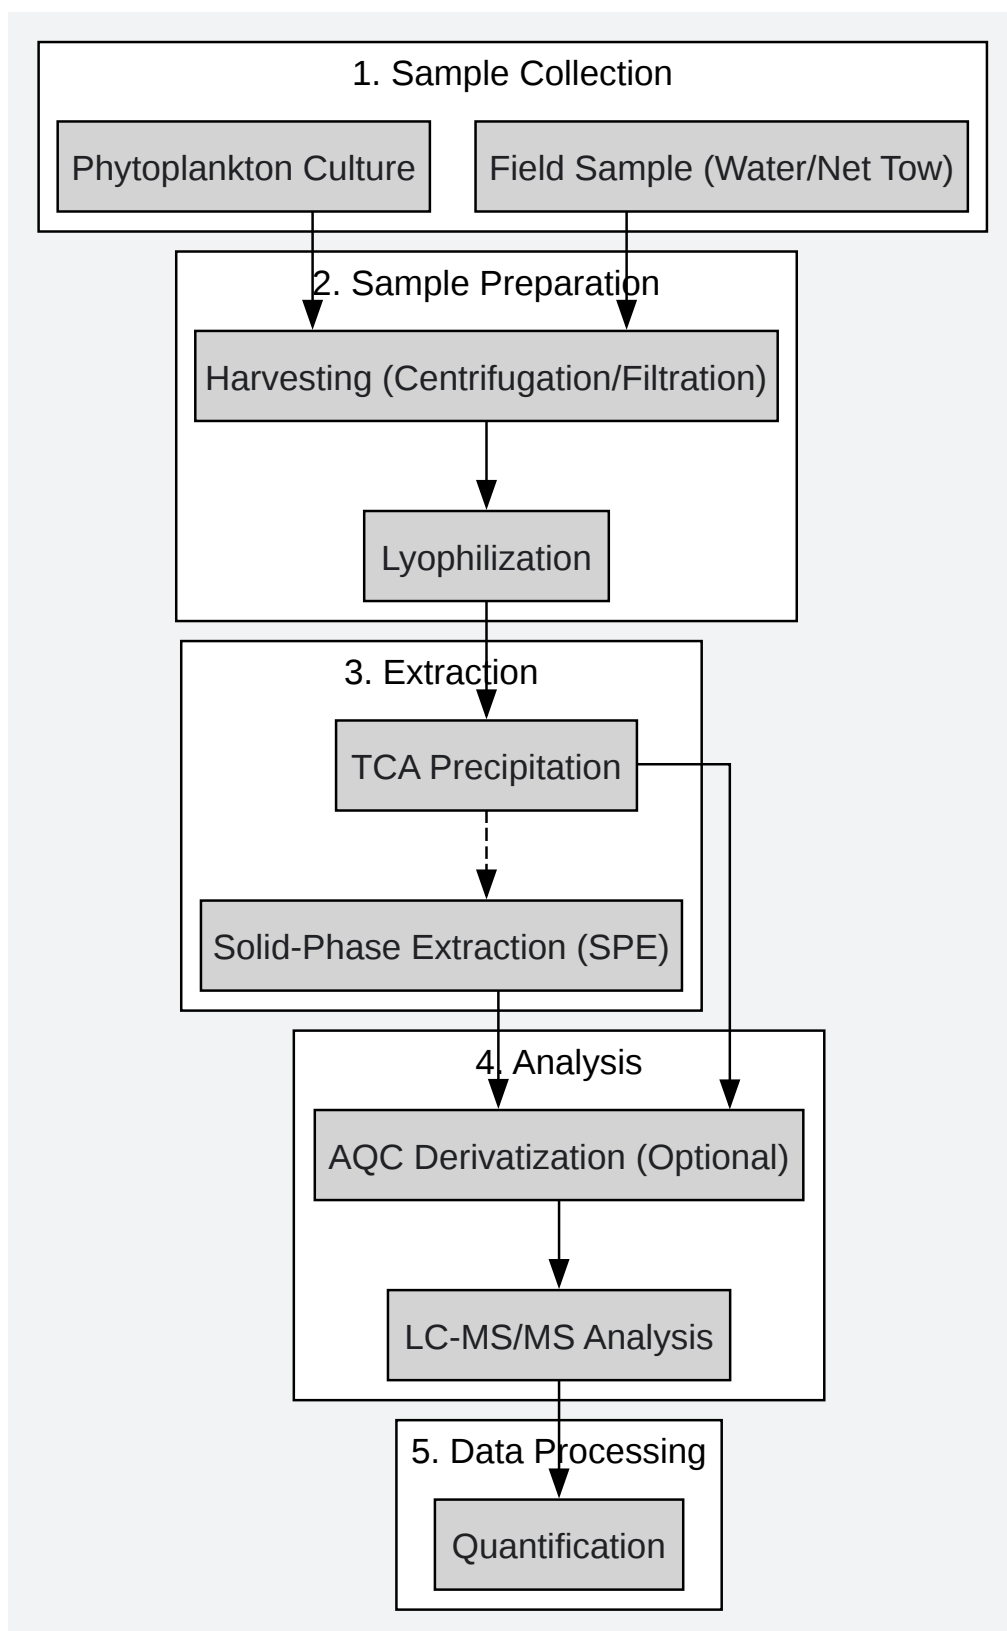 1. Sample Collection
Phytoplankton Culture
Field Sample (Water/Net Tow)
2. Sample Preparation
Harvesting (Centrifugation/Filtration)
Lyophilization
3. Extraction
TCA Precipitation
Solid-Phase Extraction (SPE)
4. Analysis
AQC Derivatization (Optional)
LC-MS/MS Analysis
5. Data Processing
Quantification